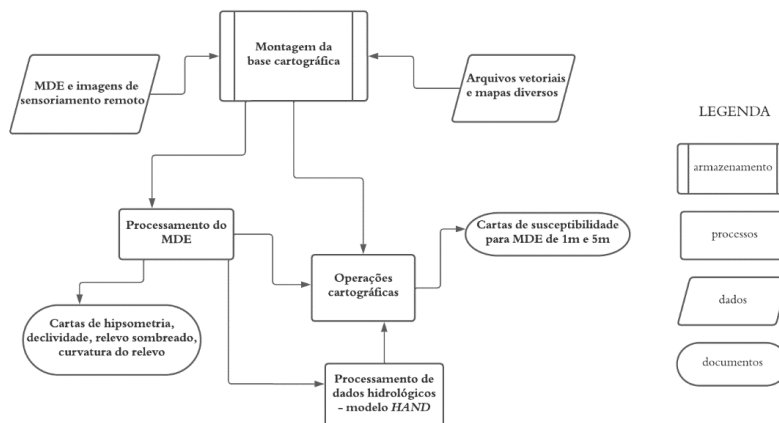 Montagem da
base cartográfica
MDE e imagens de
sensoriamento remoto
Arquivos vetoriais
e mapas diversos
LEGENDA
armazenamento
Processamento do
MDE
Cartas de susceptibilidade
para MDE de 1m e 5m
processos
Operações
cartográficas
dados
Cartas de hipsometria,
declividade, relevo sombreado,
curvatura do relevo
documentos
Processamento de
dados hidrológicos
- modelo HAND